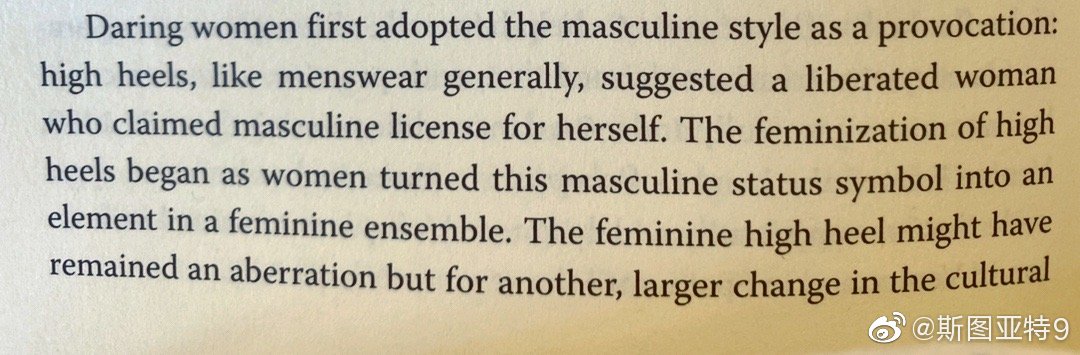 Daring women first adopted the masculine style as a provocation:
high heels, like menswear generally, suggested a liberated woman
who claimed masculine license for herself. The feminization of high
heels began as women turned this masculine status symbol into an
element in a feminine ensemble. The feminine high heel might have
remained an aberration but for another, larger change in the cultural
@斯图亚特9